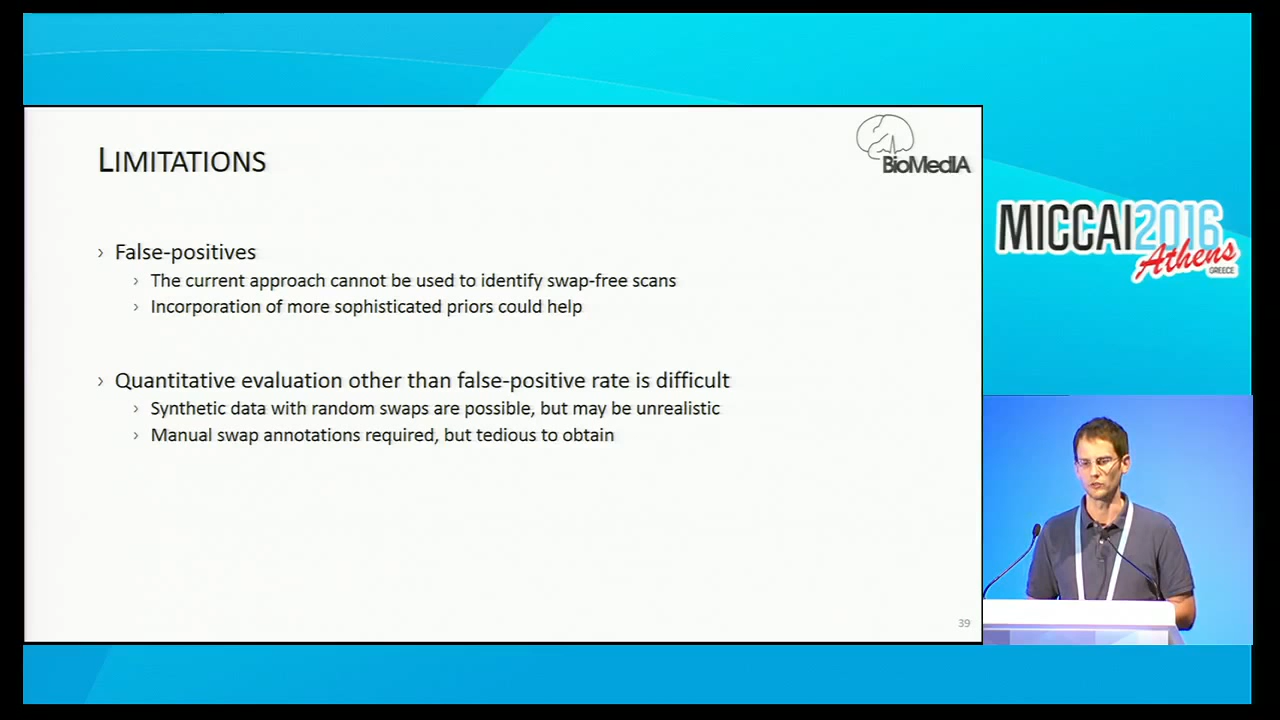 LIMITATIONS
BioMedIA
› False-positives
› The current approach cannot be used to identify swap-free scans
› Incorporation of more sophisticated priors could help
› Quantitative evaluation other than false-positive rate is difficult
› Synthetic data with random swaps are possible, but may be unrealistic
› Manual swap annotations required, but tedious to obtain
39
MICCAI2016
Athens
GREECE